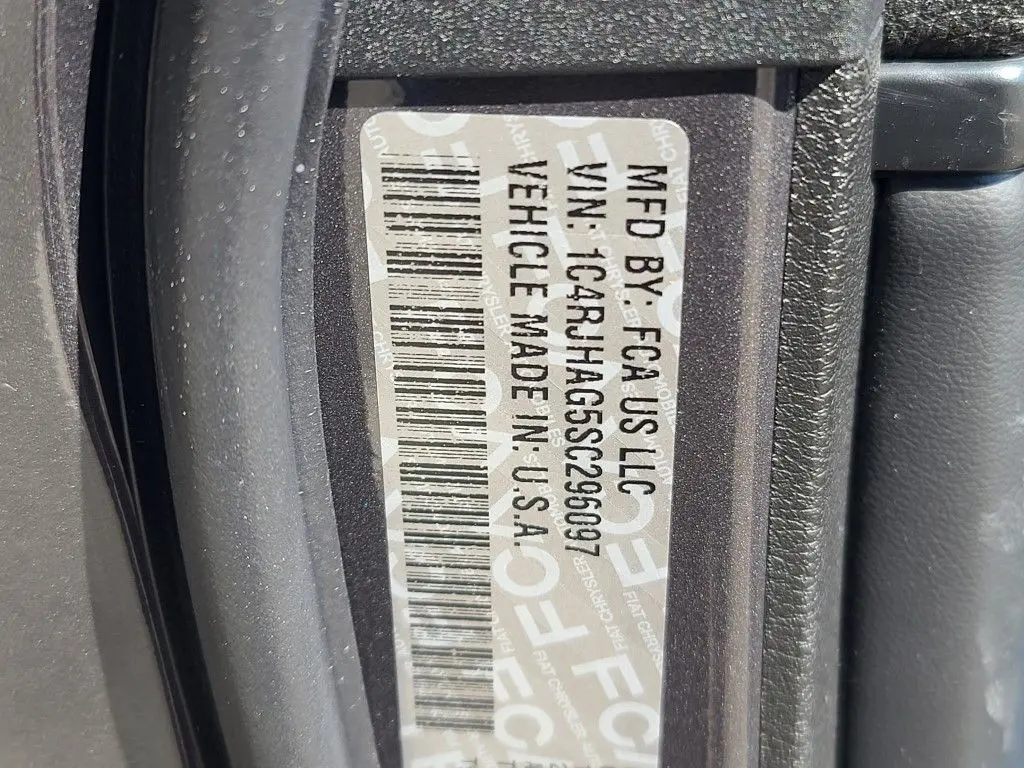 MFD BY: FCA US LLC
VIN: 1C4RJHAG5SC296097
VEHICLE MADE IN: U.S.A.